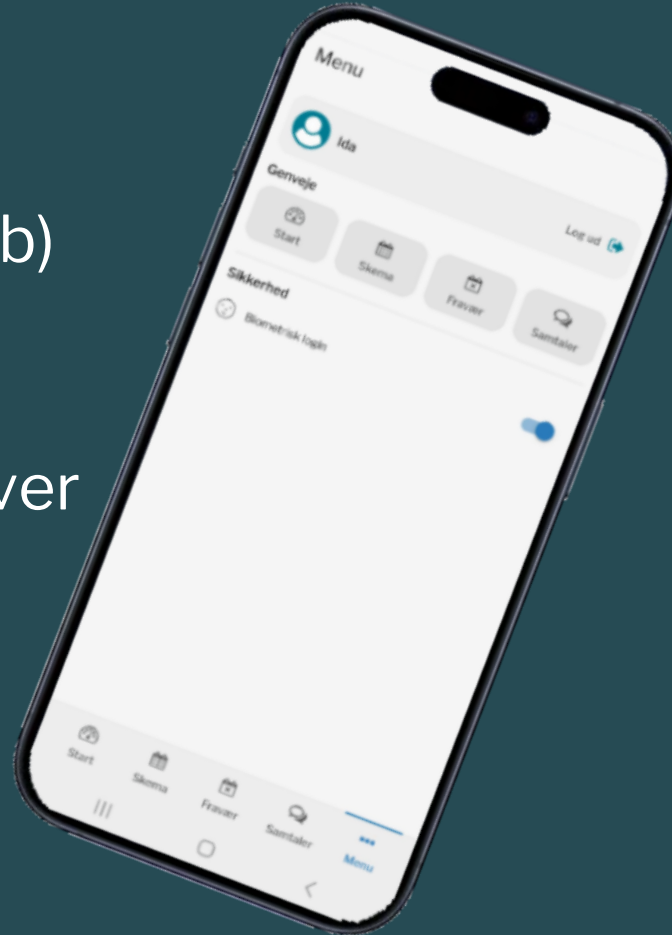 b)
ver
Menu
Ida
Log ud
Genveje
Start
Skema
Fravær
Samtaler
Sikkerhed
Biometrisk login
Start
Skema
Fravær
Samtaler
Menu